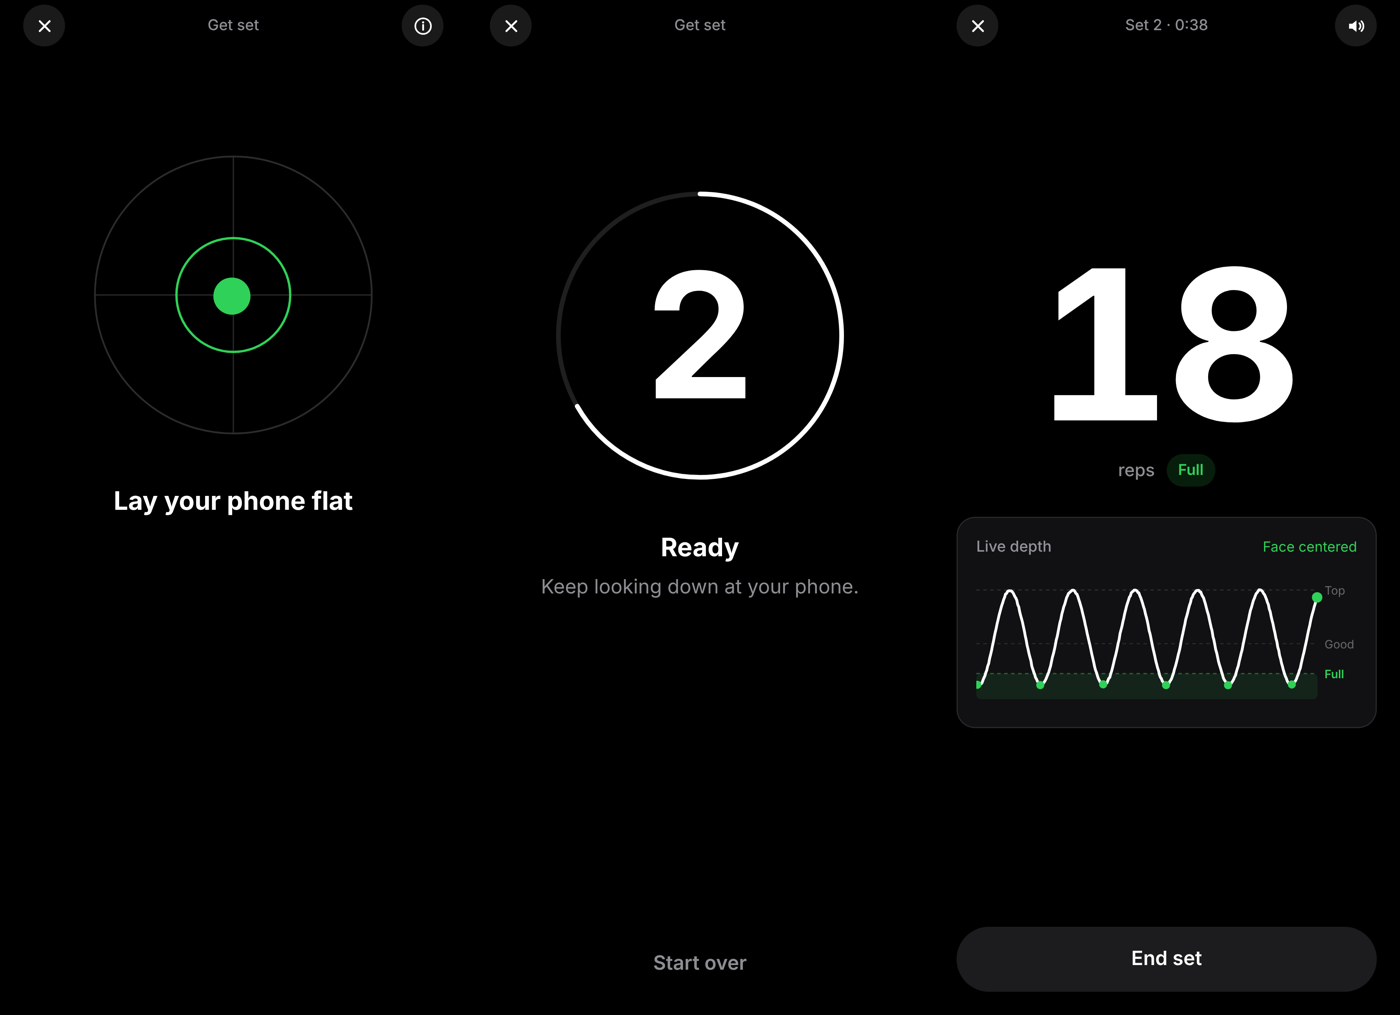 Get set
Lay your phone flat
Get set
2
Ready
Keep looking down at your phone.
Start over
Set 2 · 0:38
18
reps Full
Live depth Face centered
Top
Good
Full
End set